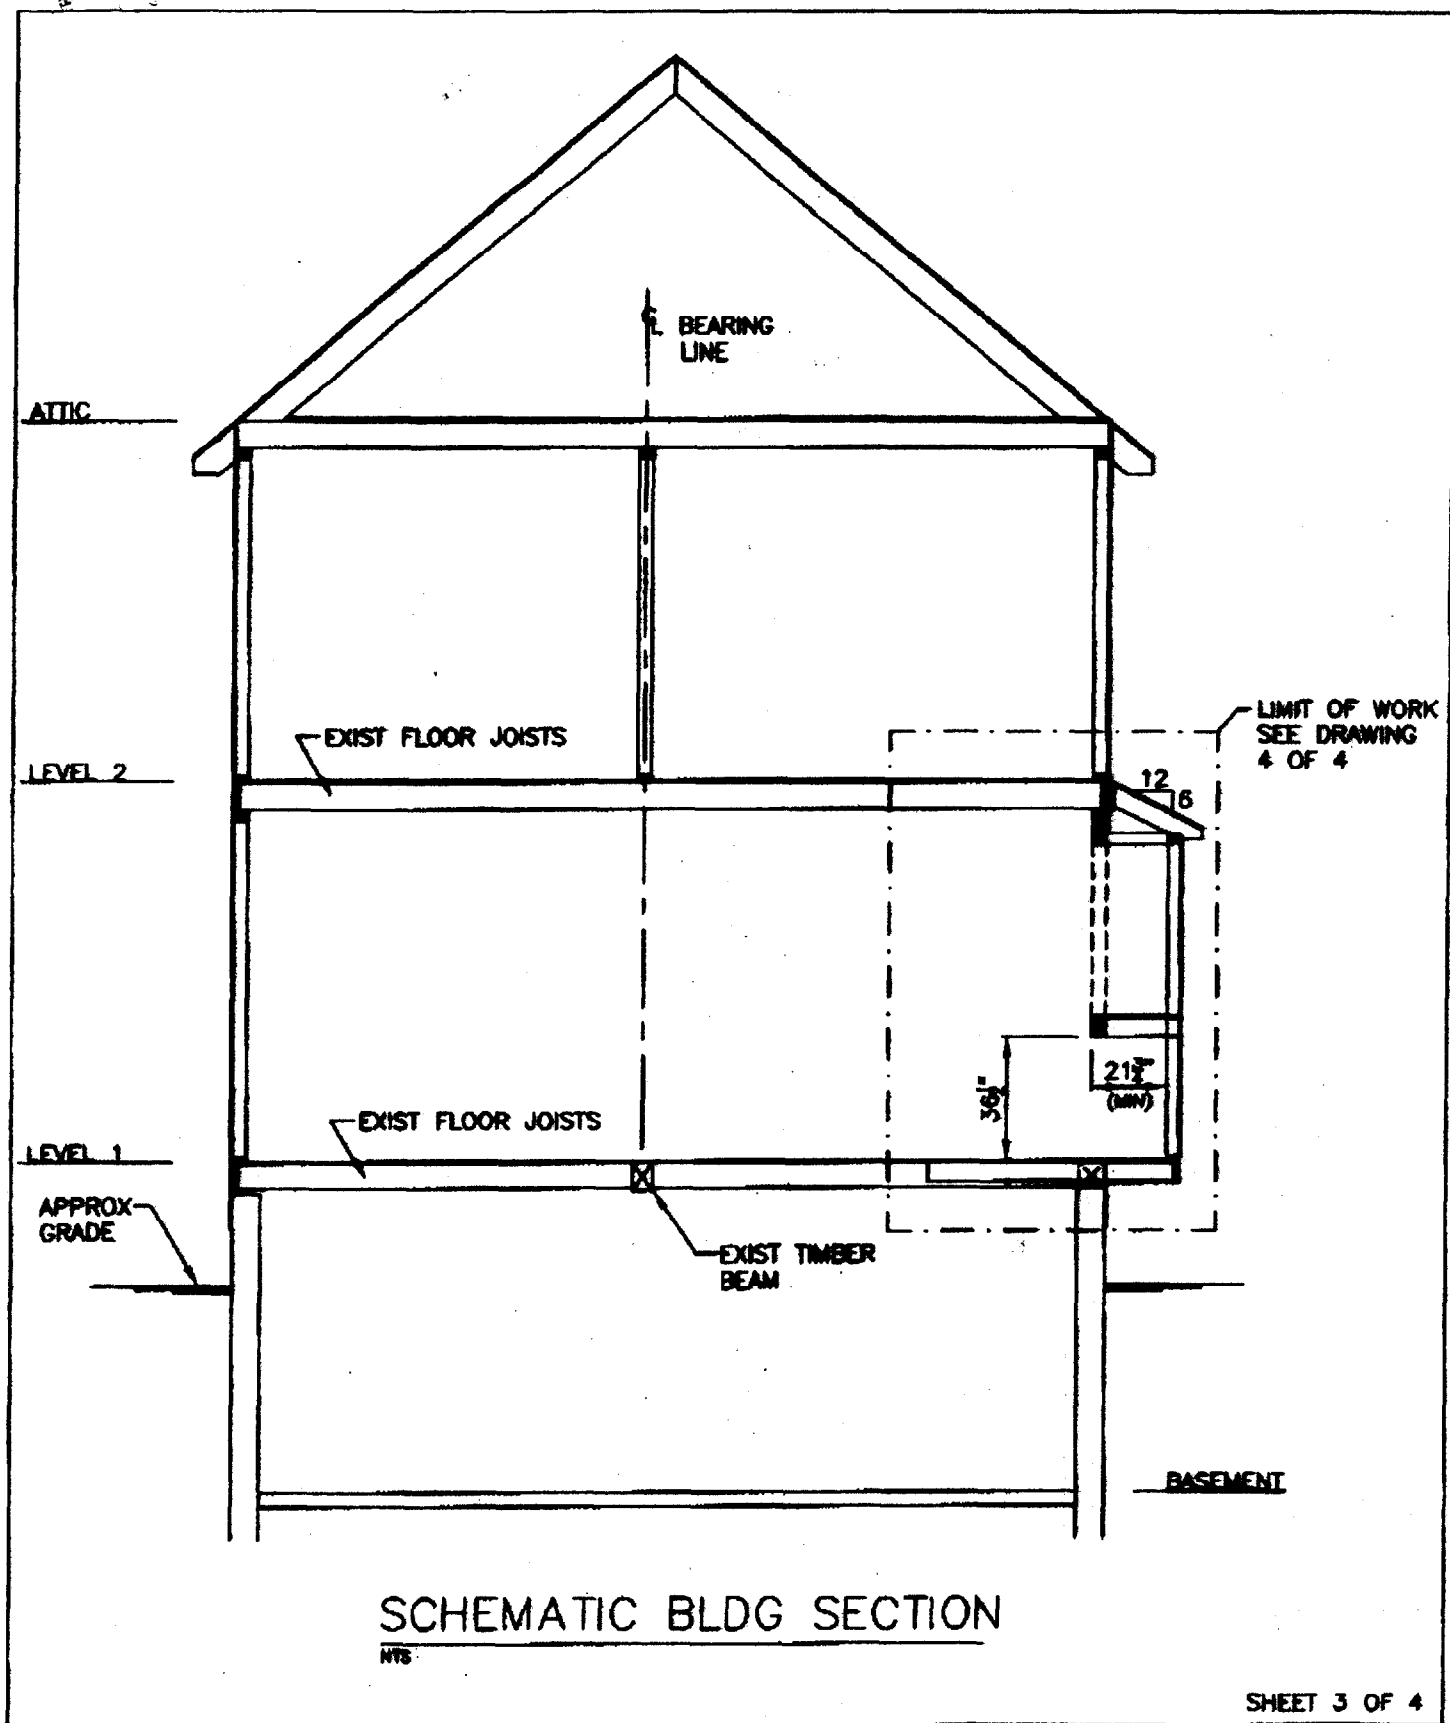 ℄ BEARING
LINE
ATTIC
LIMIT OF WORK
SEE DRAWING
4 OF 4
EXIST FLOOR JOISTS
LEVEL 2
12
6
36½"
21¾"
(MIN)
EXIST FLOOR JOISTS
LEVEL 1
APPROX
GRADE
EXIST TIMBER
BEAM
BASEMENT
SCHEMATIC BLDG SECTION
NTS
SHEET 3 OF 4